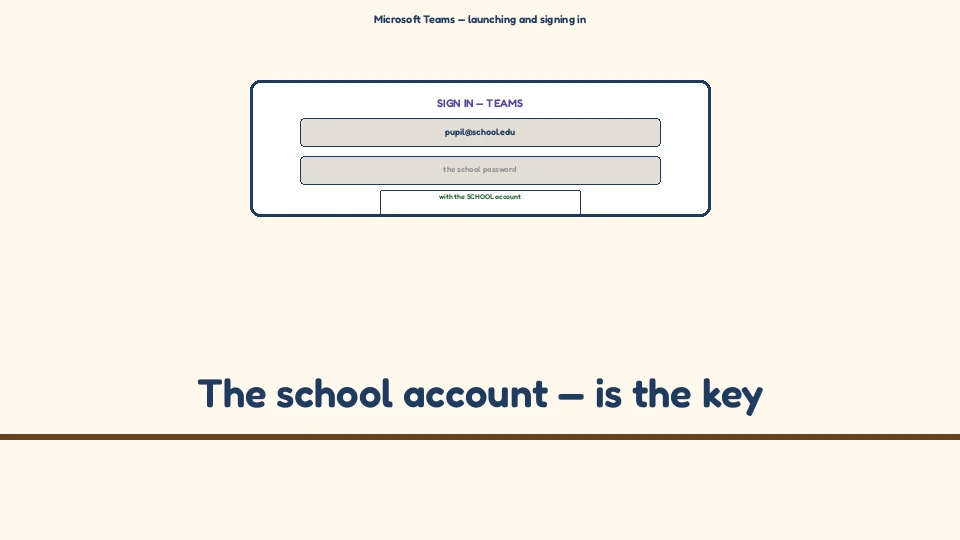 Microsoft Teams — launching and signing in
SIGN IN — TEAMS
pupil@school.edu
the school password
with the SCHOOL account
The school account — is the key